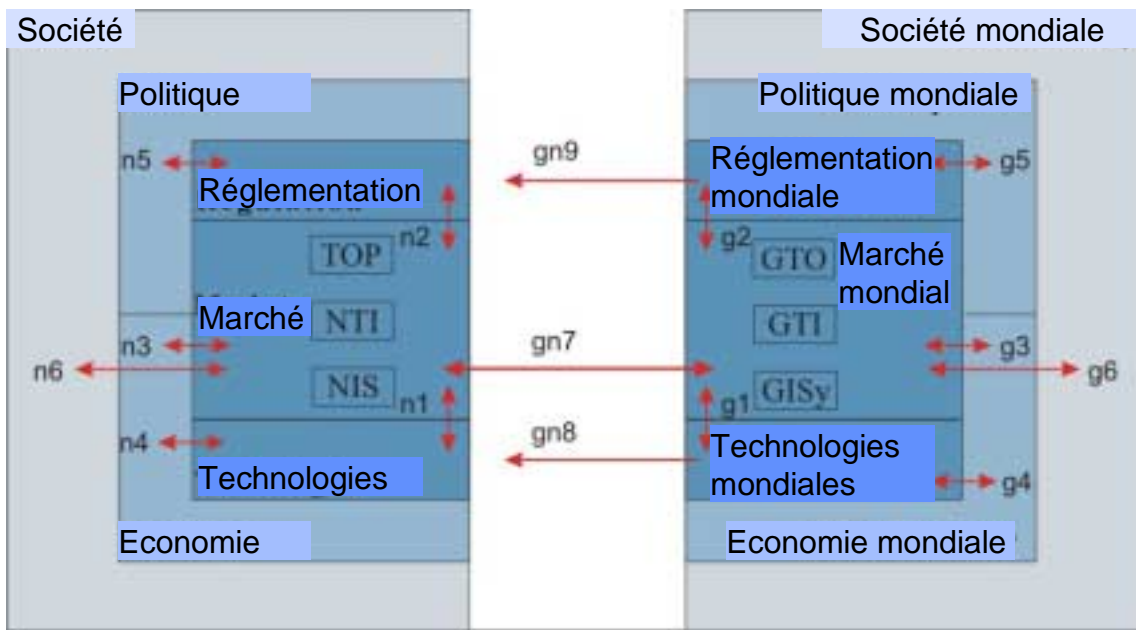 Société
Société mondiale
Politique
Politique mondiale
n5
gn9
Réglementation
mondiale
g5
Réglementation
n2
g2
TOP
GTO
Marché
mondial
Marché
NTI
GTI
n3
gn7
g3
n6
g6
NIS
n1
g1
GISy
n4
gn8
Technologies
Technologies
mondiales
g4
Economie
Economie mondiale